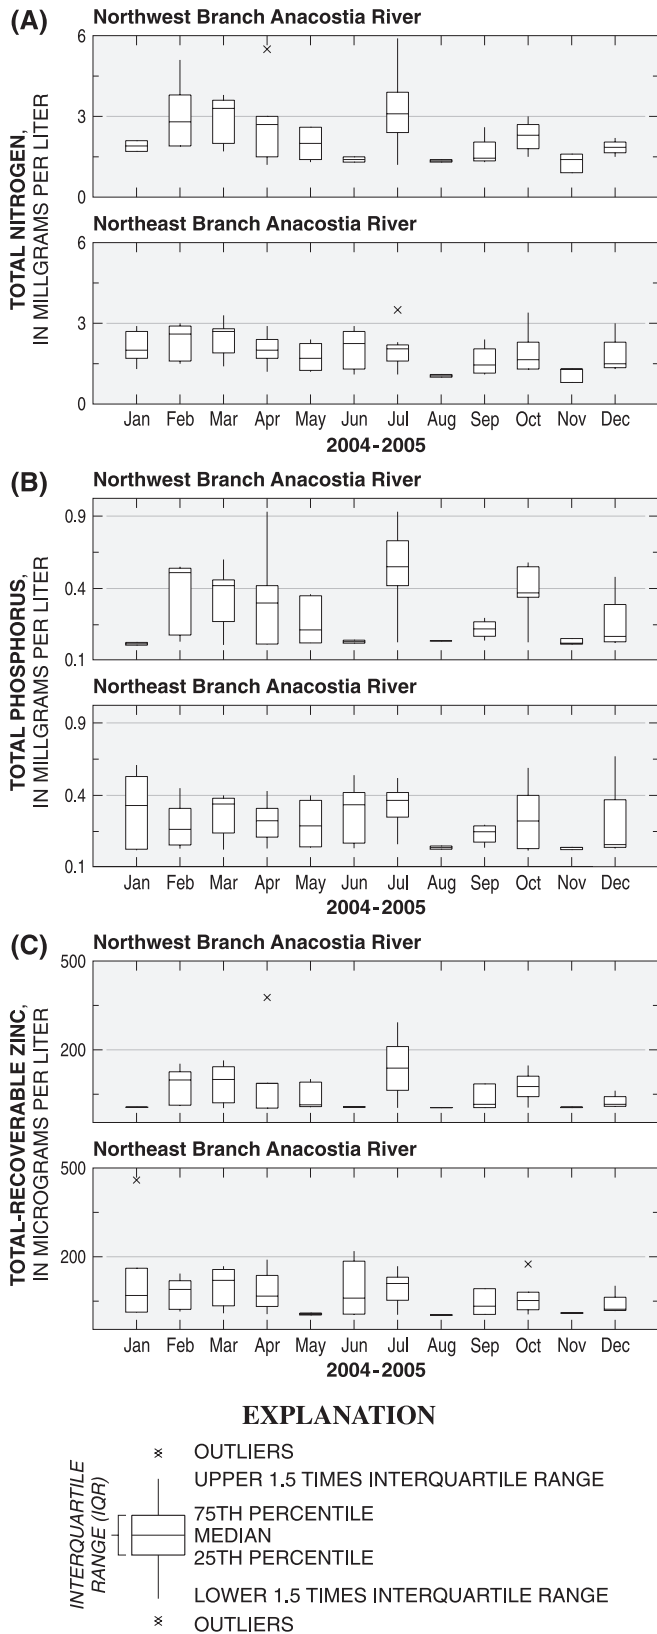 (A)
Northwest Branch Anacostia River
6
3
0
Northeast Branch Anacostia River
6
3
0
TOTAL NITROGEN,
IN MILLGRAMS PER LITER
Jan Feb Mar Apr May Jun Jul Aug Sep Oct Nov Dec
2004-2005
(B)
Northwest Branch Anacostia River
0.9
0.4
0.1
Northeast Branch Anacostia River
0.9
0.4
0.1
TOTAL PHOSPHORUS,
IN MILLGRAMS PER LITER
Jan Feb Mar Apr May Jun Jul Aug Sep Oct Nov Dec
2004-2005
(C)
Northwest Branch Anacostia River
500
200
Northeast Branch Anacostia River
500
200
TOTAL-RECOVERABLE ZINC,
IN MICROGRAMS PER LITER
Jan Feb Mar Apr May Jun Jul Aug Sep Oct Nov Dec
2004-2005
EXPLANATION
OUTLIERS
UPPER 1.5 TIMES INTERQUARTILE RANGE
75TH PERCENTILE
MEDIAN
25TH PERCENTILE
LOWER 1.5 TIMES INTERQUARTILE RANGE
OUTLIERS
INTERQUARTILE
RANGE (IQR)